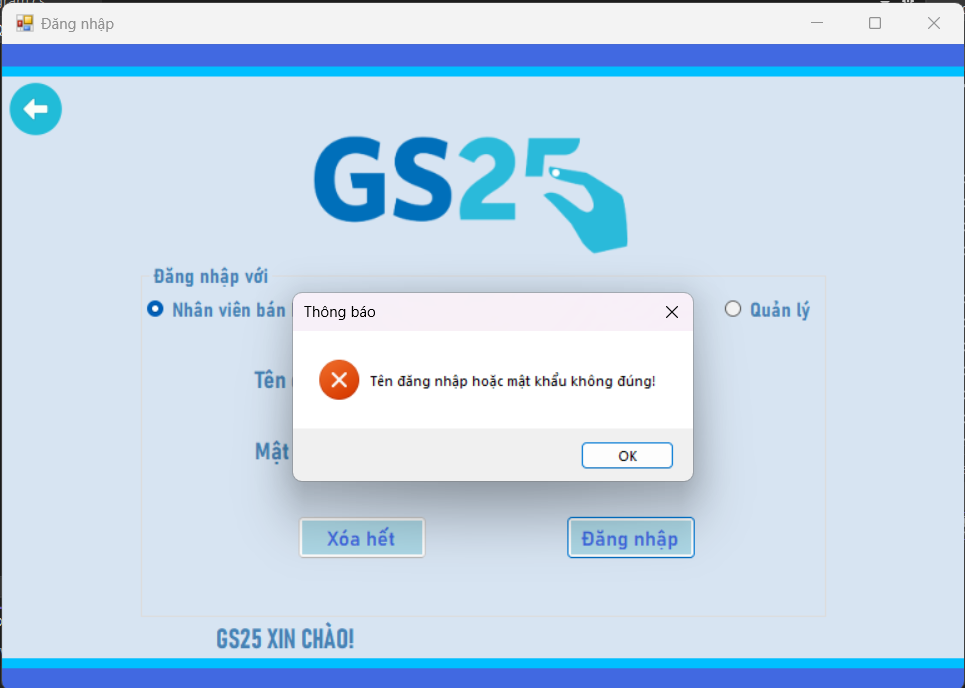 Đăng nhập
GS25
Đăng nhập với
Nhân viên bán
Quản lý
Thông báo
Tên
Tên đăng nhập hoặc mật khẩu không đúng!
Mật
OK
Xóa hết
Đăng nhập
GS25 XIN CHÀO!